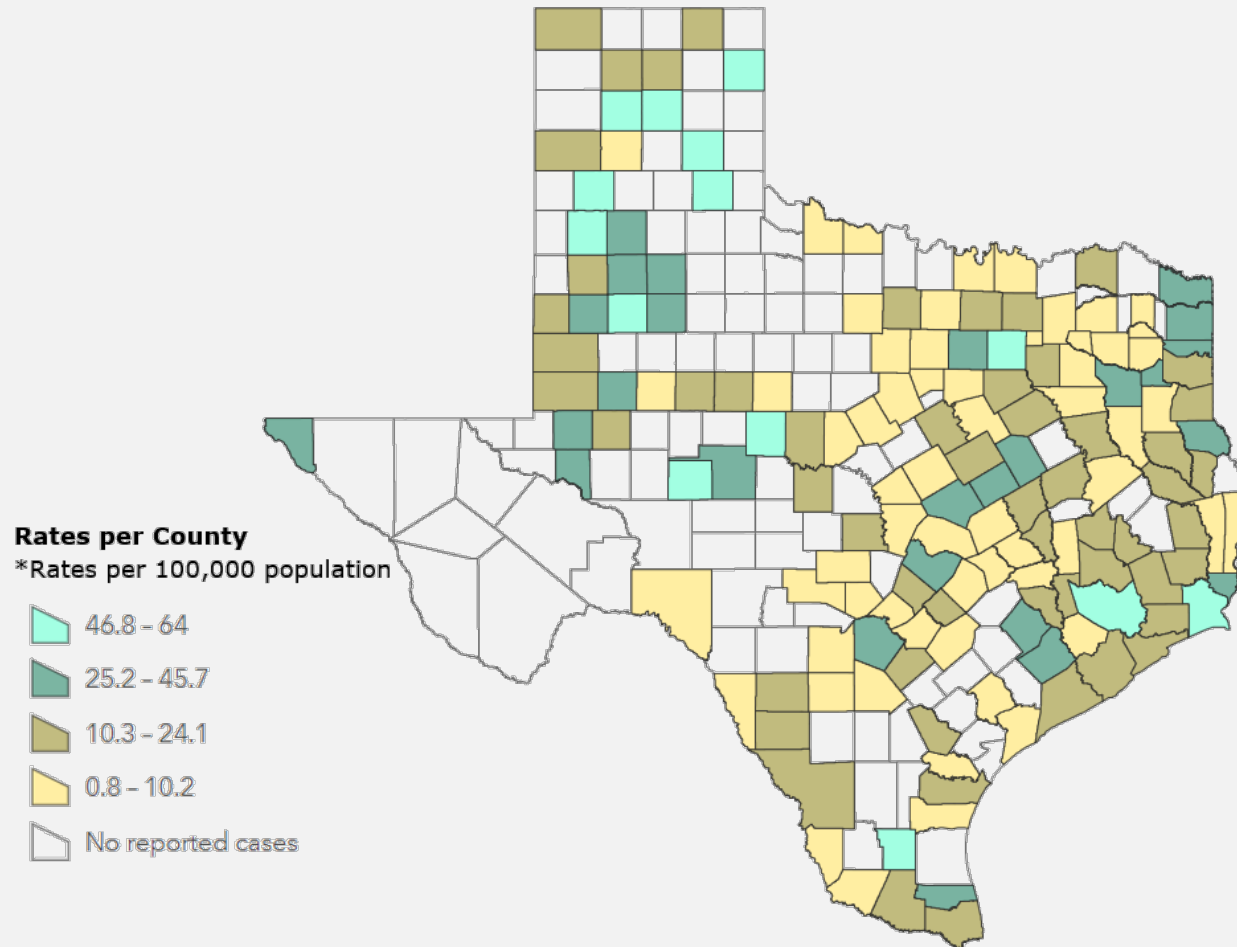 Rates per County
*Rates per 100,000 population
46.8 – 64
25.2 – 45.7
10.3 – 24.1
0.8 – 10.2
No reported cases